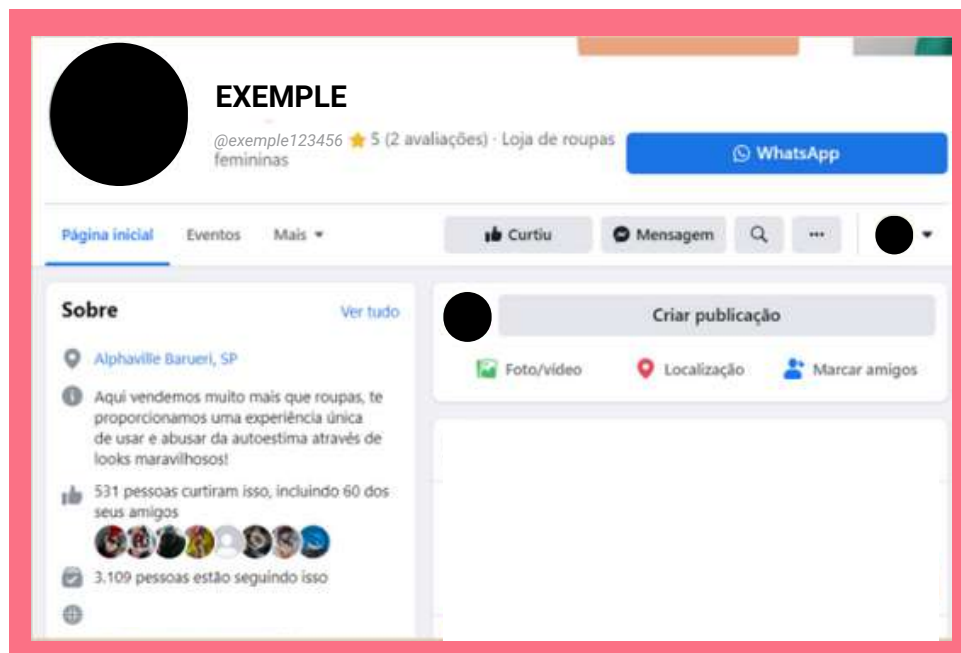 EXEMPLE
@exemple123456 5 (2 avaliações) · Loja de roupas
femininas
WhatsApp
Página inicial
Eventos
Mais
Curtiu
Mensagem
Sobre
Ver tudo
Criar publicação
Alphaville Barueri, SP
Foto/vídeo
Localização
Marcar amigos
Aqui vendemos muito mais que roupas, te
proporcionamos uma experiência única
de usar e abusar da autoestima através de
looks maravilhosos!
531 pessoas curtiram isso, incluindo 60 dos
seus amigos
3.109 pessoas estão seguindo isso